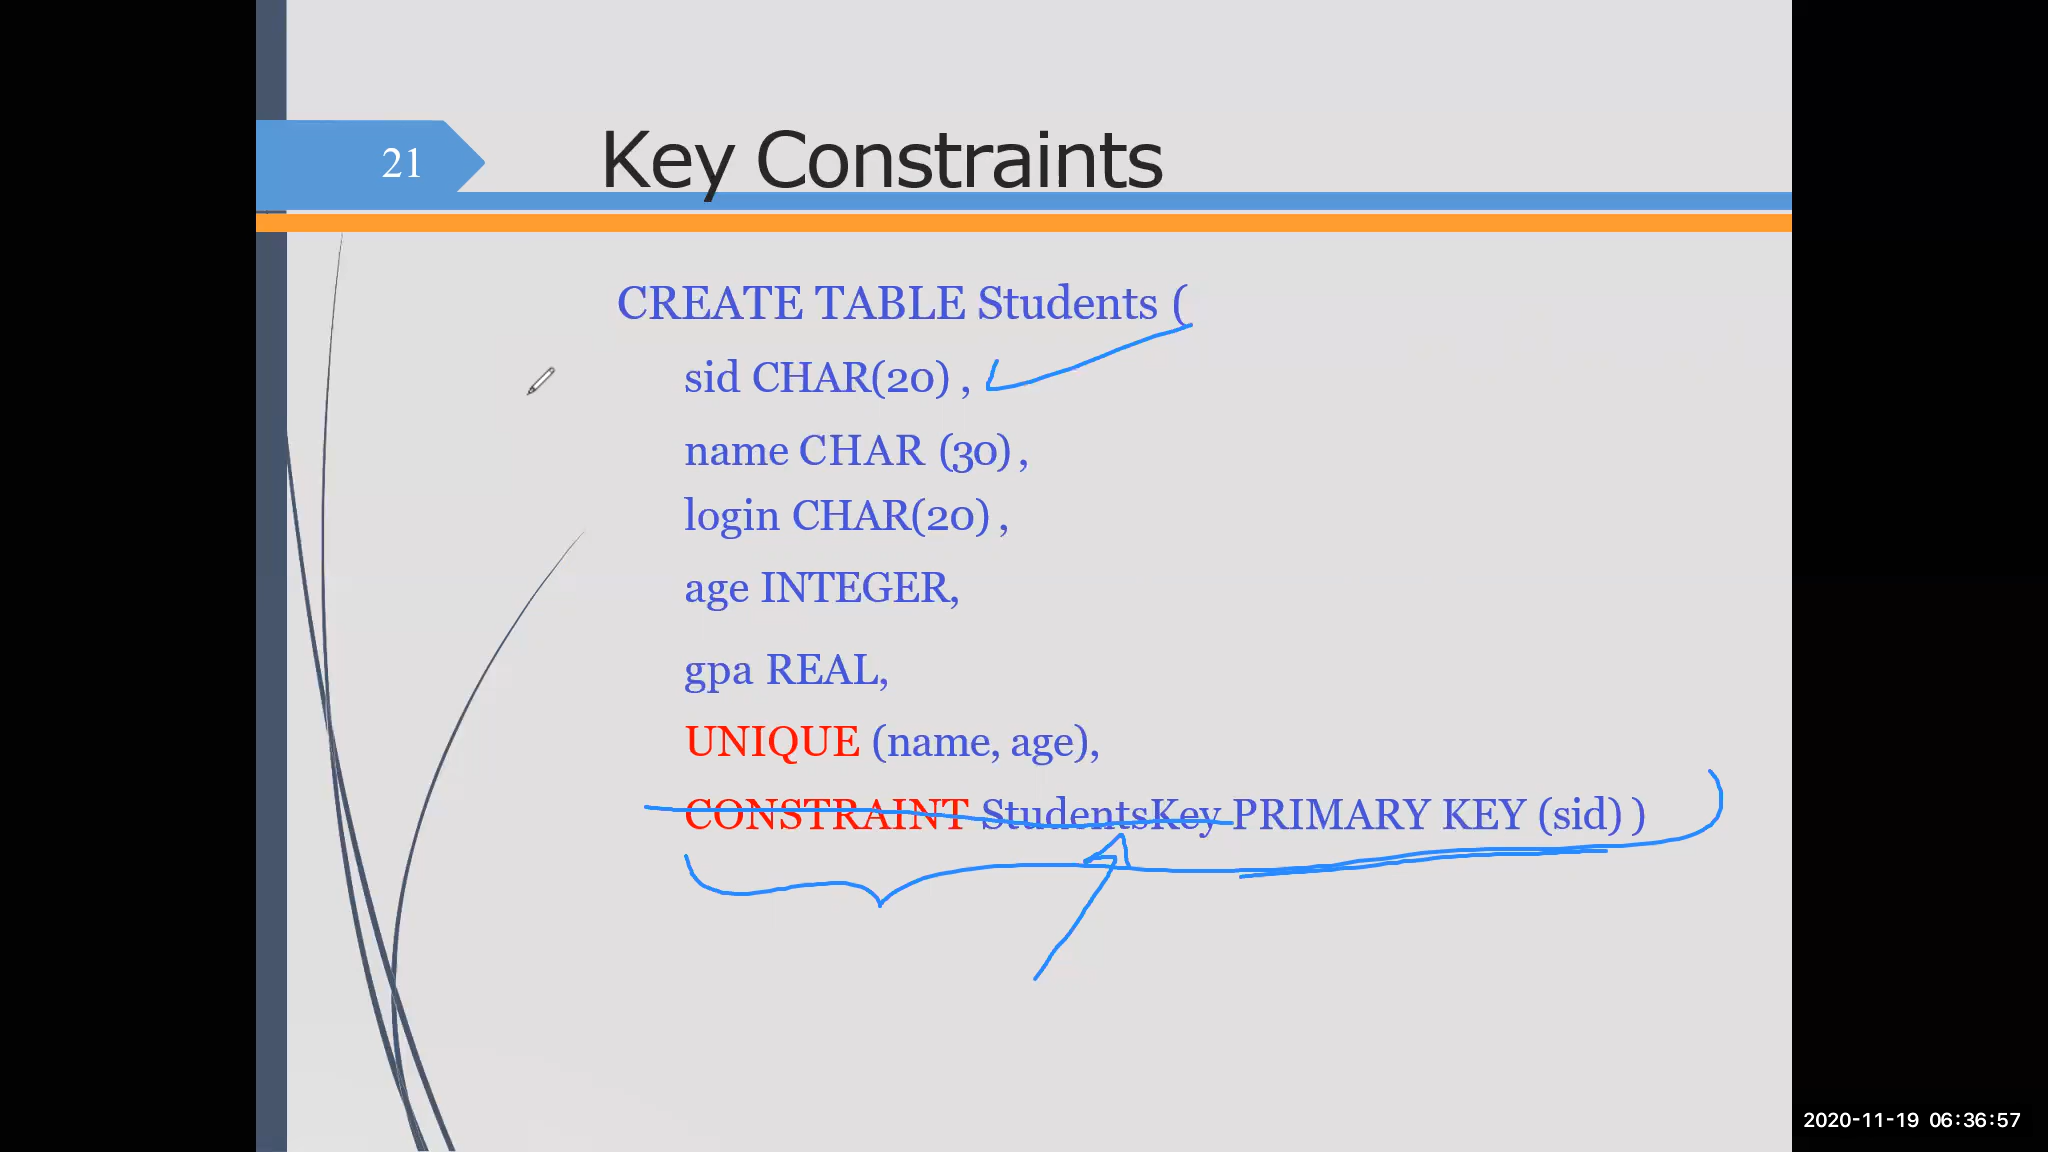 21
Key Constraints
CREATE TABLE Students (
sid CHAR(20) ,
name CHAR (30) ,
login CHAR(20) ,
age INTEGER,
gpa REAL,
UNIQUE (name, age),
CONSTRAINT StudentsKey PRIMARY KEY (sid) )
2020-11-19 06:36:57